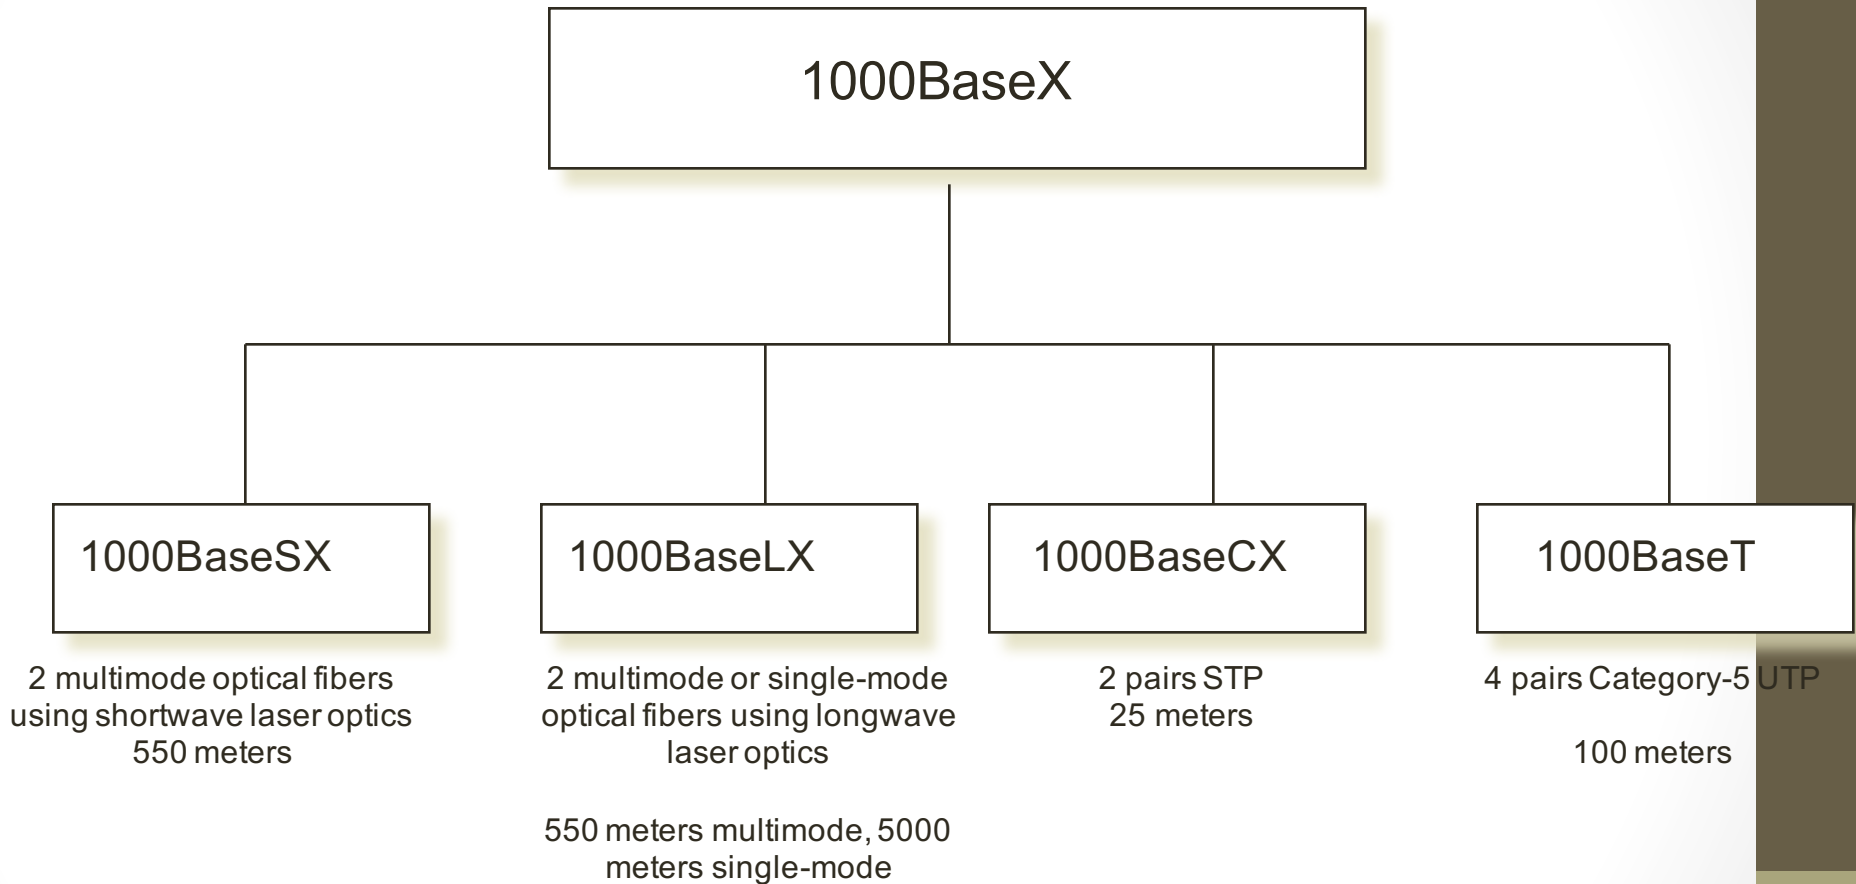 1000BaseX
1000BaseSX
2 multimode optical fibers
using shortwave laser optics
550 meters
1000BaseLX
2 multimode or single-mode
optical fibers using longwave
laser optics
550 meters multimode, 5000
meters single-mode
1000BaseCX
2 pairs STP
25 meters
1000BaseT
4 pairs Category-5 UTP
100 meters